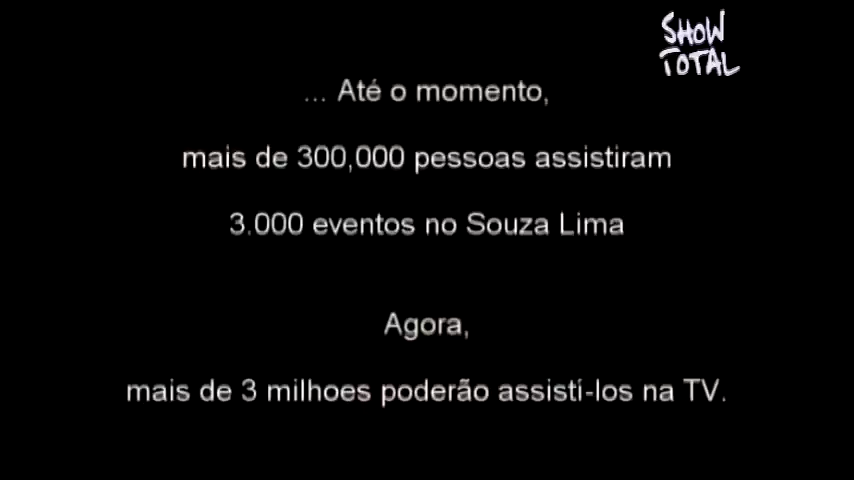 SHOW
TOTAL
... Até o momento,
mais de 300,000 pessoas assistiram
3.000 eventos no Souza Lima
Agora,
mais de 3 milhoes poderão assistí-los na TV.